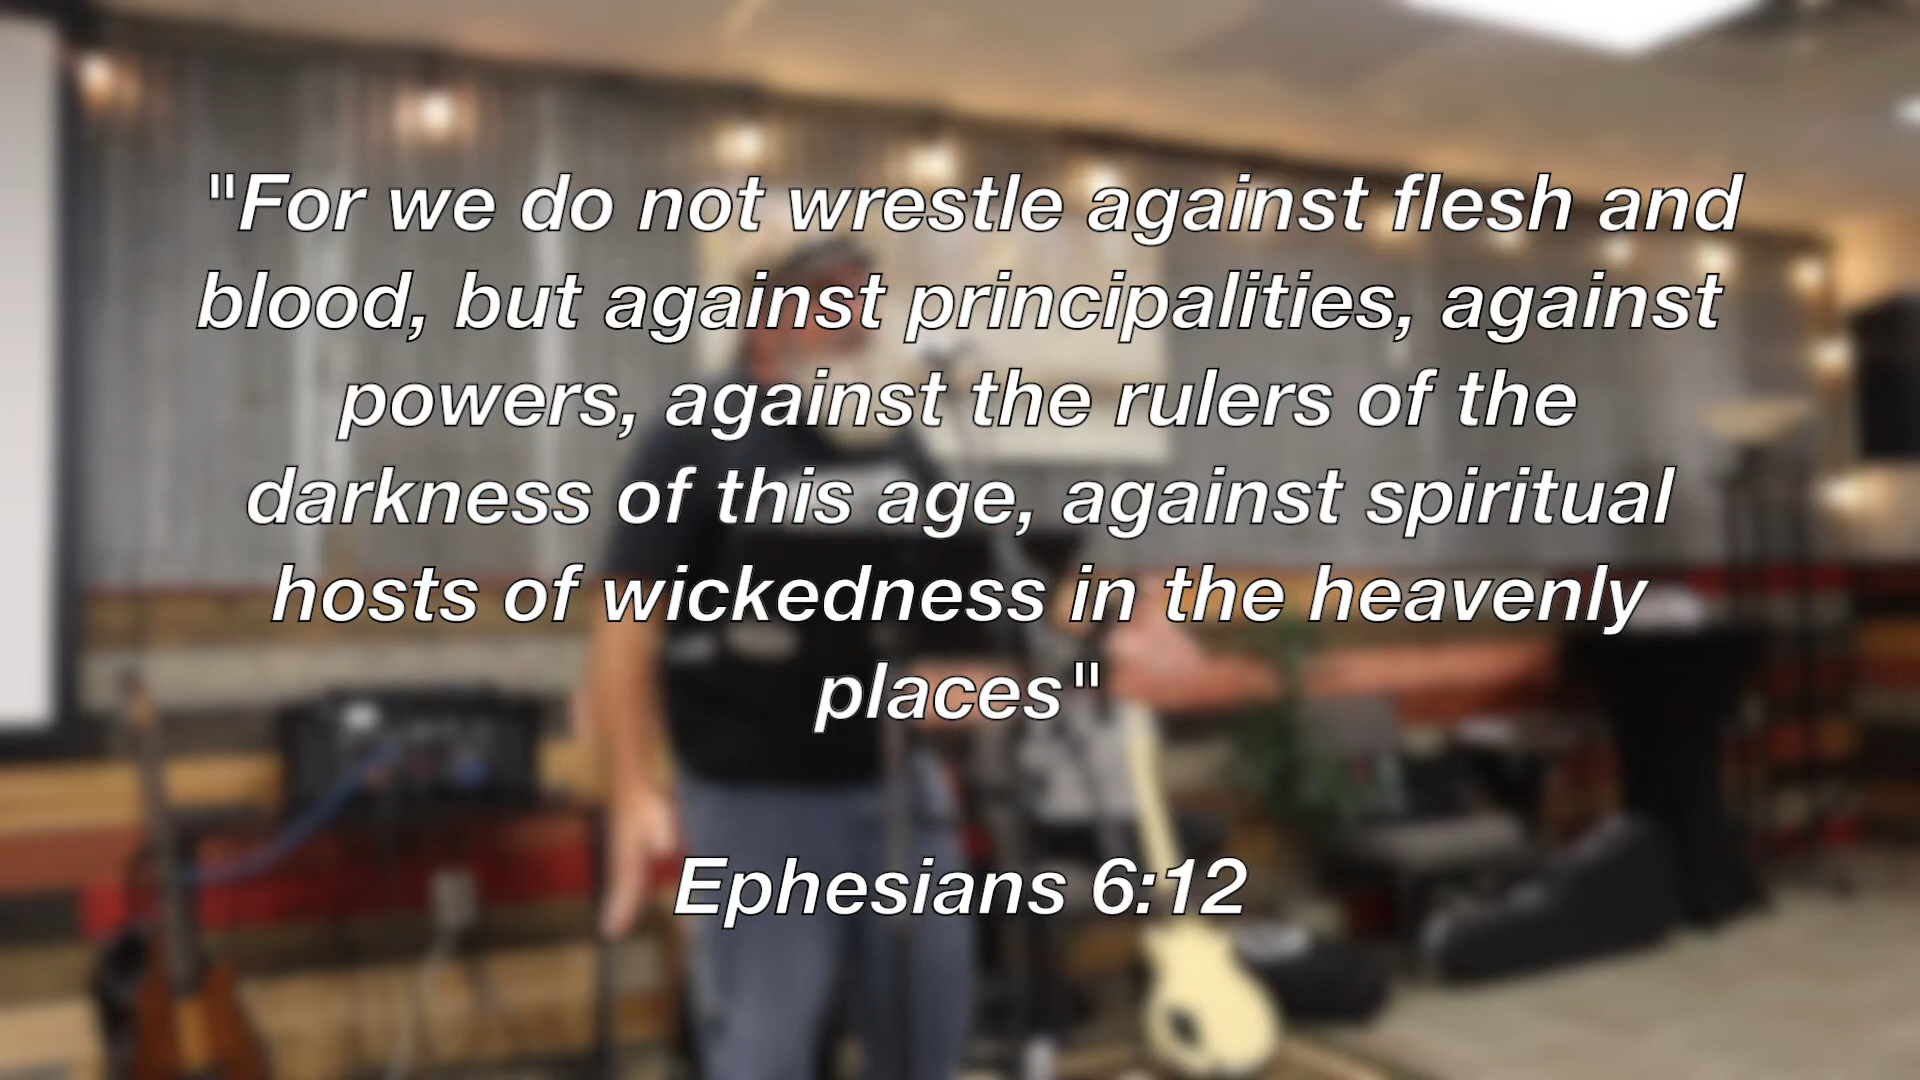 "For we do not wrestle against flesh and
blood, but against principalities, against
powers, against the rulers of the
darkness of this age, against spiritual
hosts of wickedness in the heavenly
places"
Ephesians 6:12